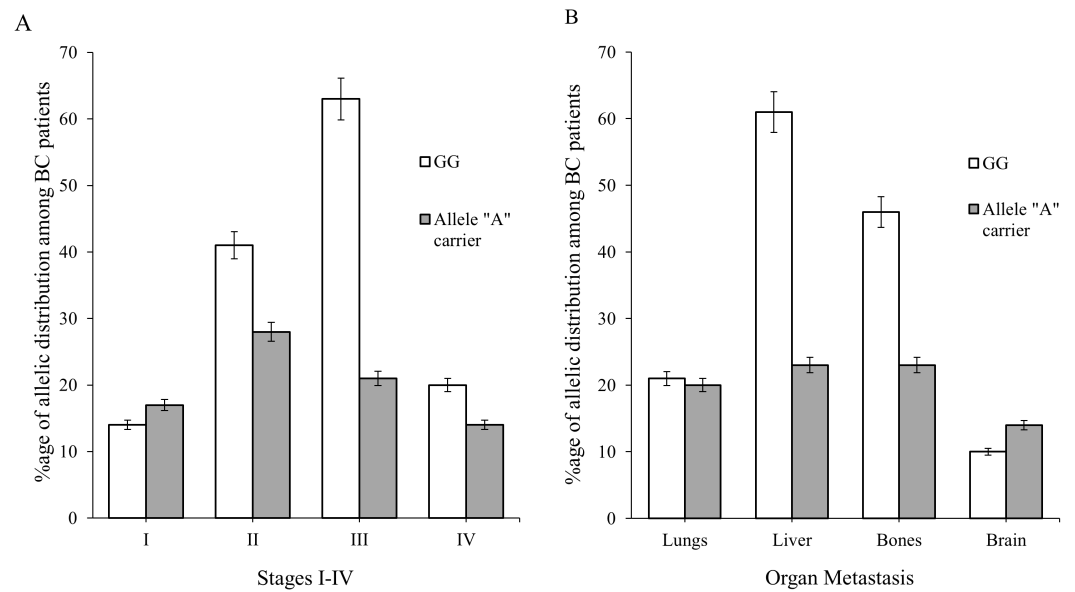 A
%age of allelic distribution among BC patients
70
60
50
40
30
20
10
0
GG
Allele "A"
carrier
I II III IV
Stages I-IV
B
%age of allelic distribution among BC patients
70
60
50
40
30
20
10
0
GG
Allele "A"
carrier
Lungs Liver Bones Brain
Organ Metastasis